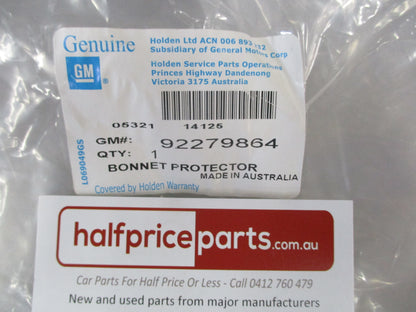 Genuine
GM
Holden Ltd ACN 006 893 232
Subsidiary of General Motors Corp
Holden Service Parts Operations
Princes Highway Dandenong
Victoria 3175 Australia
05321 14125
GM#: 92279864
QTY: 1
BONNET PROTECTOR
MADE IN AUSTRALIA
Covered by Holden Warranty
L069049GS
halfpriceparts.com.au
Car Parts For Half Price Or Less - Call 0412 760 479
New and used parts from major manufacturers